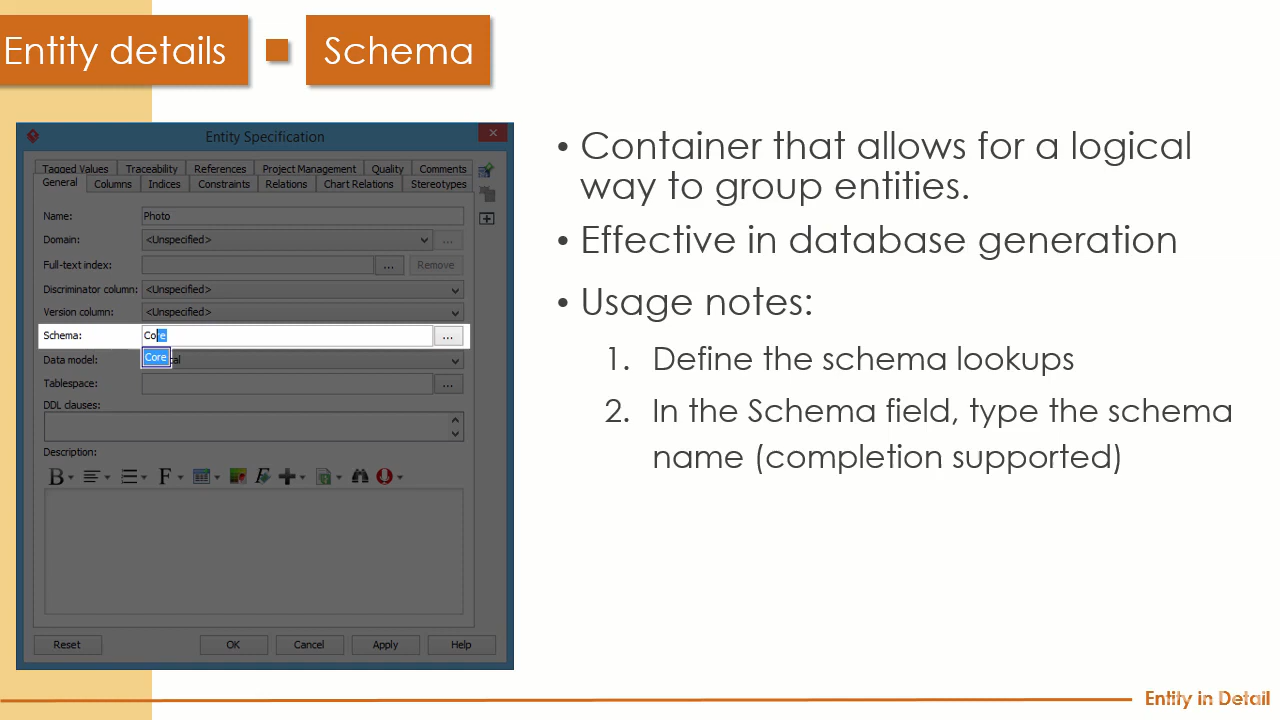 Entity details
Schema
Entity Specification
Tagged Values Traceability References Project Management Quality Comments
General Columns Indices Constraints Relations Chart Relations Stereotypes
Name: Photo
Domain: <Unspecified> ...
Full-text index: ... Remove
Discriminator column: <Unspecified>
Version column: <Unspecified>
Schema: Core ...
Core
Data model: al
Tablespace: ...
DDL clauses:
Description:
B F F
Reset OK Cancel Apply Help
• Container that allows for a logical
way to group entities.
• Effective in database generation
• Usage notes:
1. Define the schema lookups
2. In the Schema field, type the schema
name (completion supported)
Entity in Detail